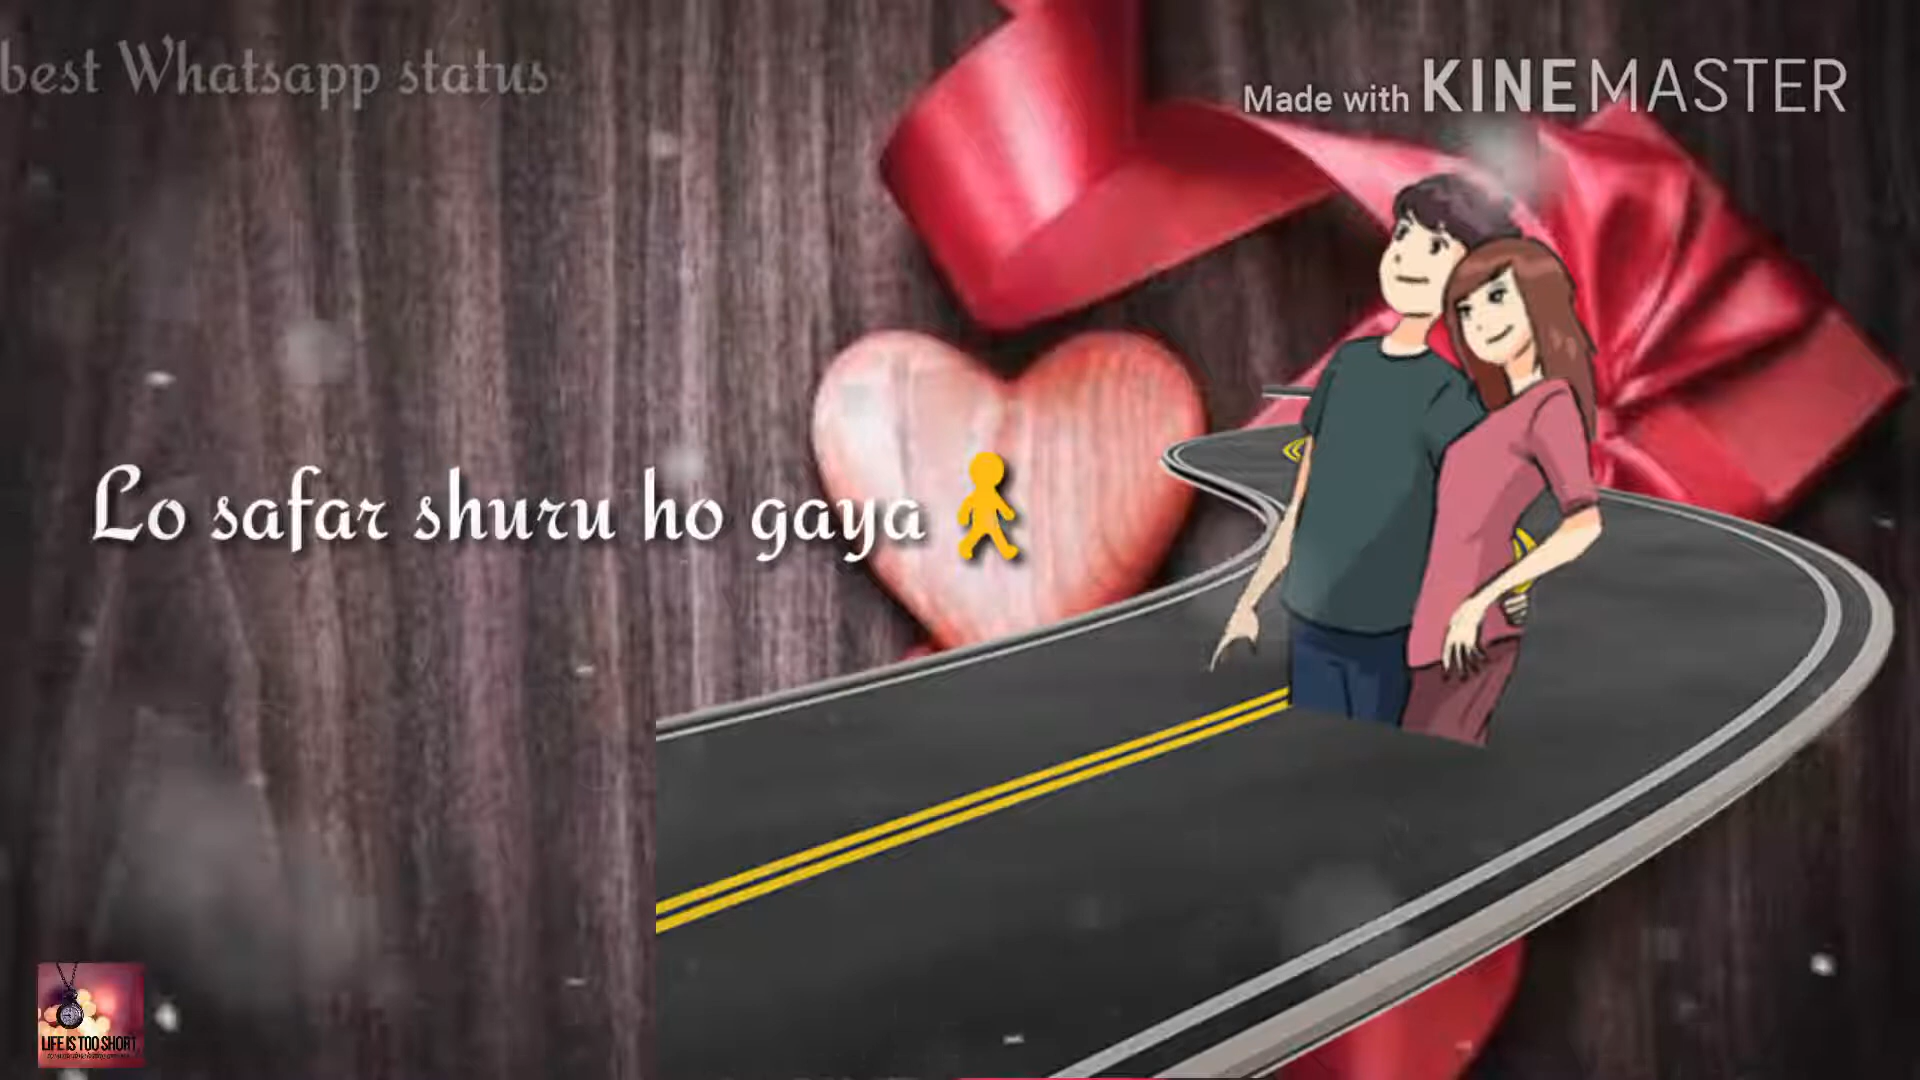 best Whatsapp status
Made with KINEMASTER
Lo safar shuru ho gaya
LIFE IS TOO SHORT